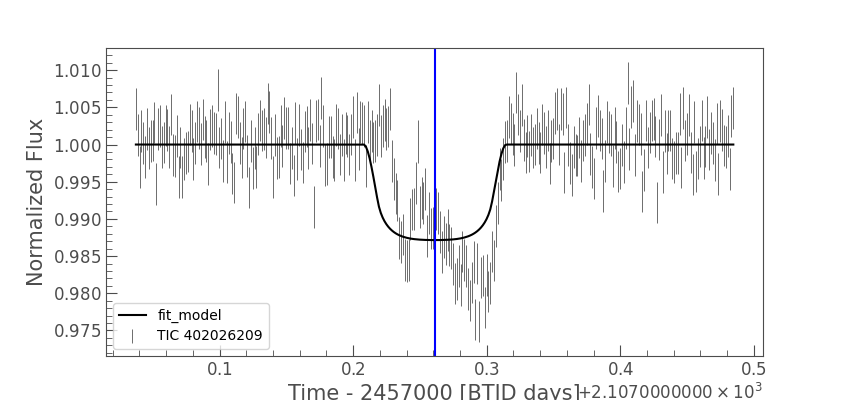 1.010
1.005
1.000
0.995
0.990
0.985
0.980
0.975
Normalized Flux
fit_model
TIC 402026209
0.1 0.2 0.3 0.4 0.5
Time - 2457000 [BTJD days]
+2.1070000000 × 10³